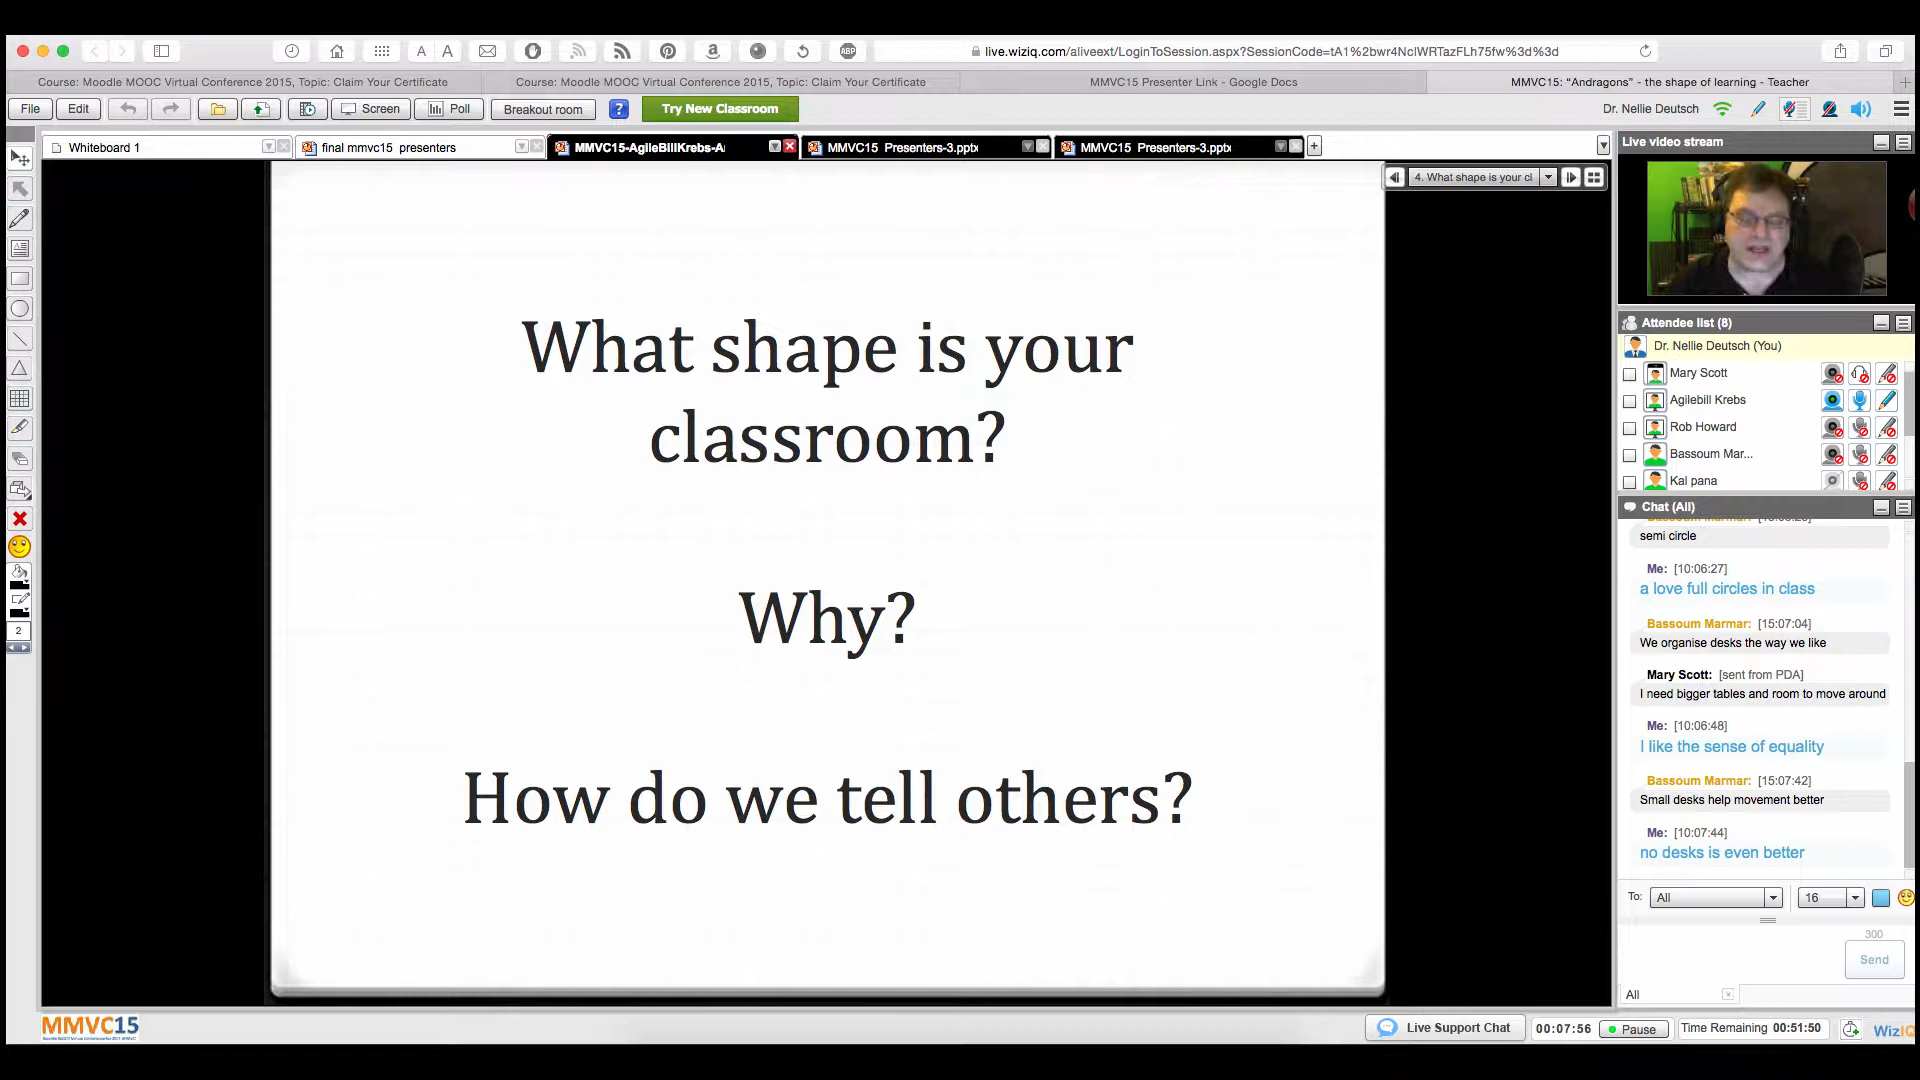 A A
ABP
live.wiziq.com/aliveext/LoginToSession.aspx?SessionCode=tA1%2bwr4NclWRTazFLh75fw%3d%3d
Course: Moodle MOOC Virtual Conference 2015, Topic: Claim Your Certificate
Course: Moodle MOOC Virtual Conference 2015, Topic: Claim Your Certificate
MMVC15 Presenter Link - Google Docs
MMVC15: “Andragons” - the shape of learning - Teacher
File
Edit
Screen
Poll
Breakout room
?
Try New Classroom
Dr. Nellie Deutsch
Whiteboard 1
final mmvc15 presenters
MMVC15-AgileBillKrebs-A
MMVC15 Presenters-3.pptx
MMVC15 Presenters-3.pptx
4. What shape is your cl
What shape is your
classroom?
Why?
How do we tell others?
2
Live video stream
Attendee list (8)
Dr. Nellie Deutsch (You)
Mary Scott
Agilebill Krebs
Rob Howard
Bassoum Mar...
Kal pana
Chat (All)
semi circle
Me: [10:06:27]
a love full circles in class
Bassoum Marmar: [15:07:04]
We organise desks the way we like
Mary Scott: [sent from PDA]
I need bigger tables and room to move around
Me: [10:06:48]
I like the sense of equality
Bassoum Marmar: [15:07:42]
Small desks help movement better
Me: [10:07:44]
no desks is even better
To: All 16
300
Send
All
MMVC15
Live Support Chat
00:07:56
Pause
Time Remaining 00:51:50
WizIQ